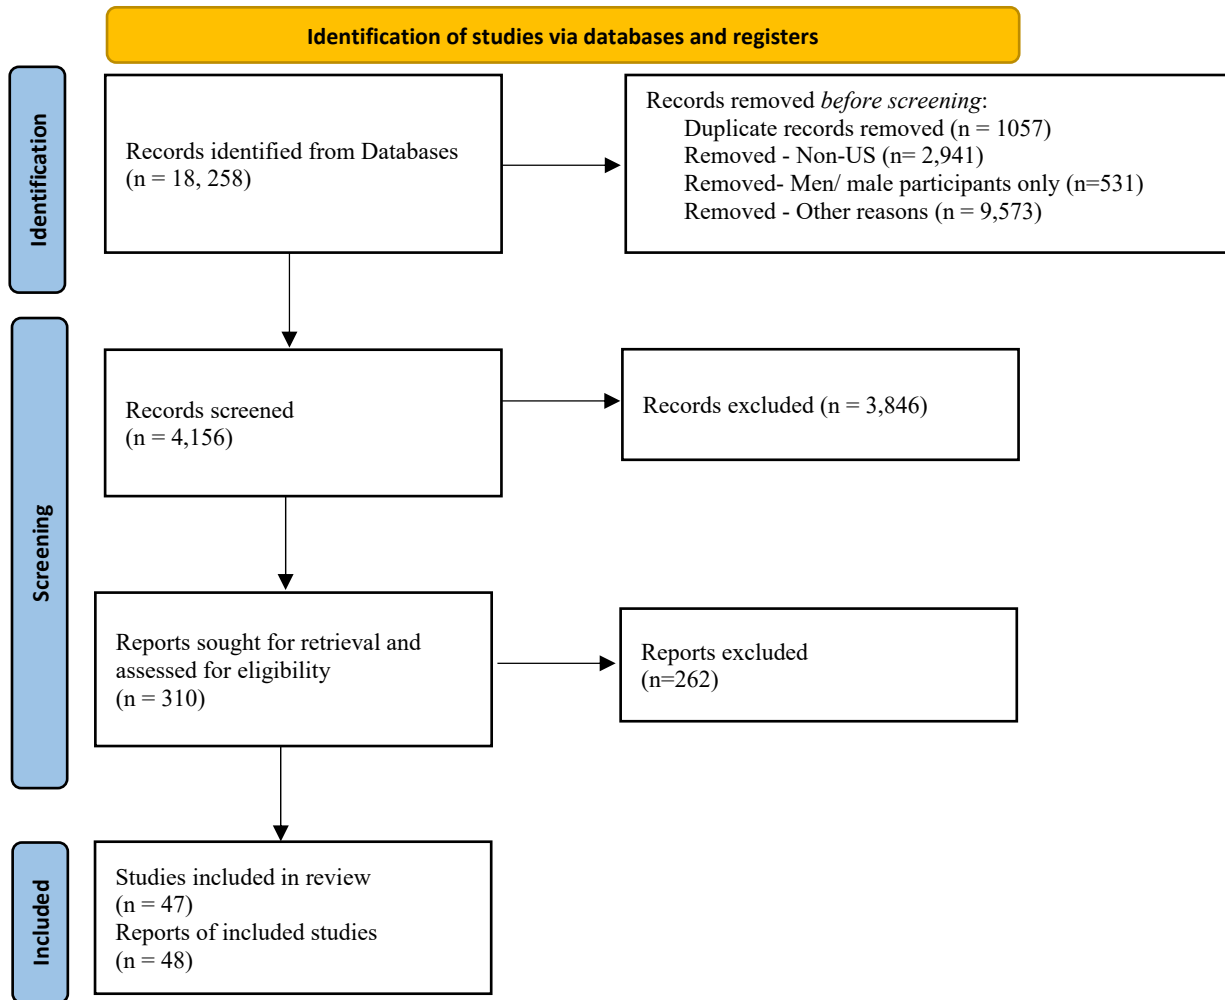 Identification of studies via databases and registers
Identification
Records identified from Databases
(n = 18, 258)
Records removed before screening:
Duplicate records removed (n = 1057)
Removed - Non-US (n= 2,941)
Removed- Men/ male participants only (n=531)
Removed - Other reasons (n = 9,573)
Screening
Records screened
(n = 4,156)
Records excluded (n = 3,846)
Reports sought for retrieval and
assessed for eligibility
(n = 310)
Reports excluded
(n=262)
Included
Studies included in review
(n = 47)
Reports of included studies
(n = 48)